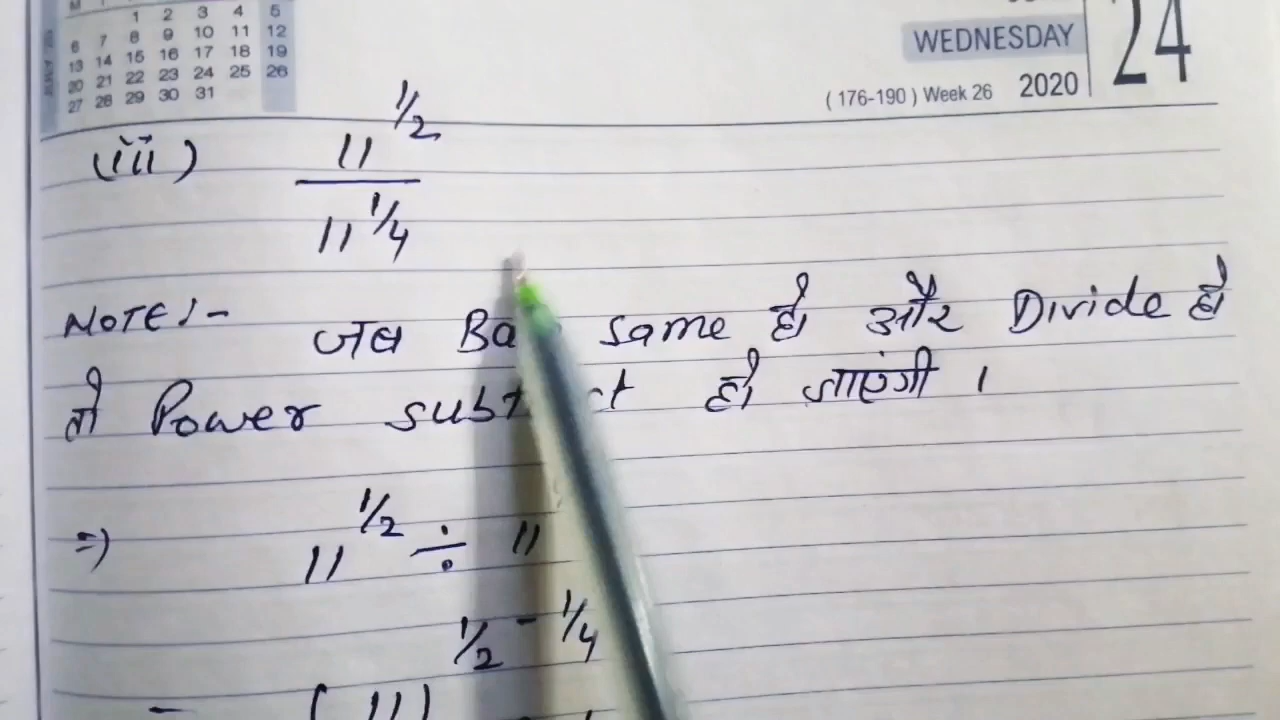 1 2 3 4 5
6 7 8 9 10 11 12
13 14 15 16 17 18 19
20 21 22 23 24 25 26
27 28 29 30 31
WEDNESDAY 24
(176-190) Week 26 2020
(iii) 11^1/2
11^1/4
NOTE:- जब same हो और Divide हो
तो Power हो जाएंगी ।
⇒) 11^1/2 ÷ 11
1/2 - 1/4
= (11)